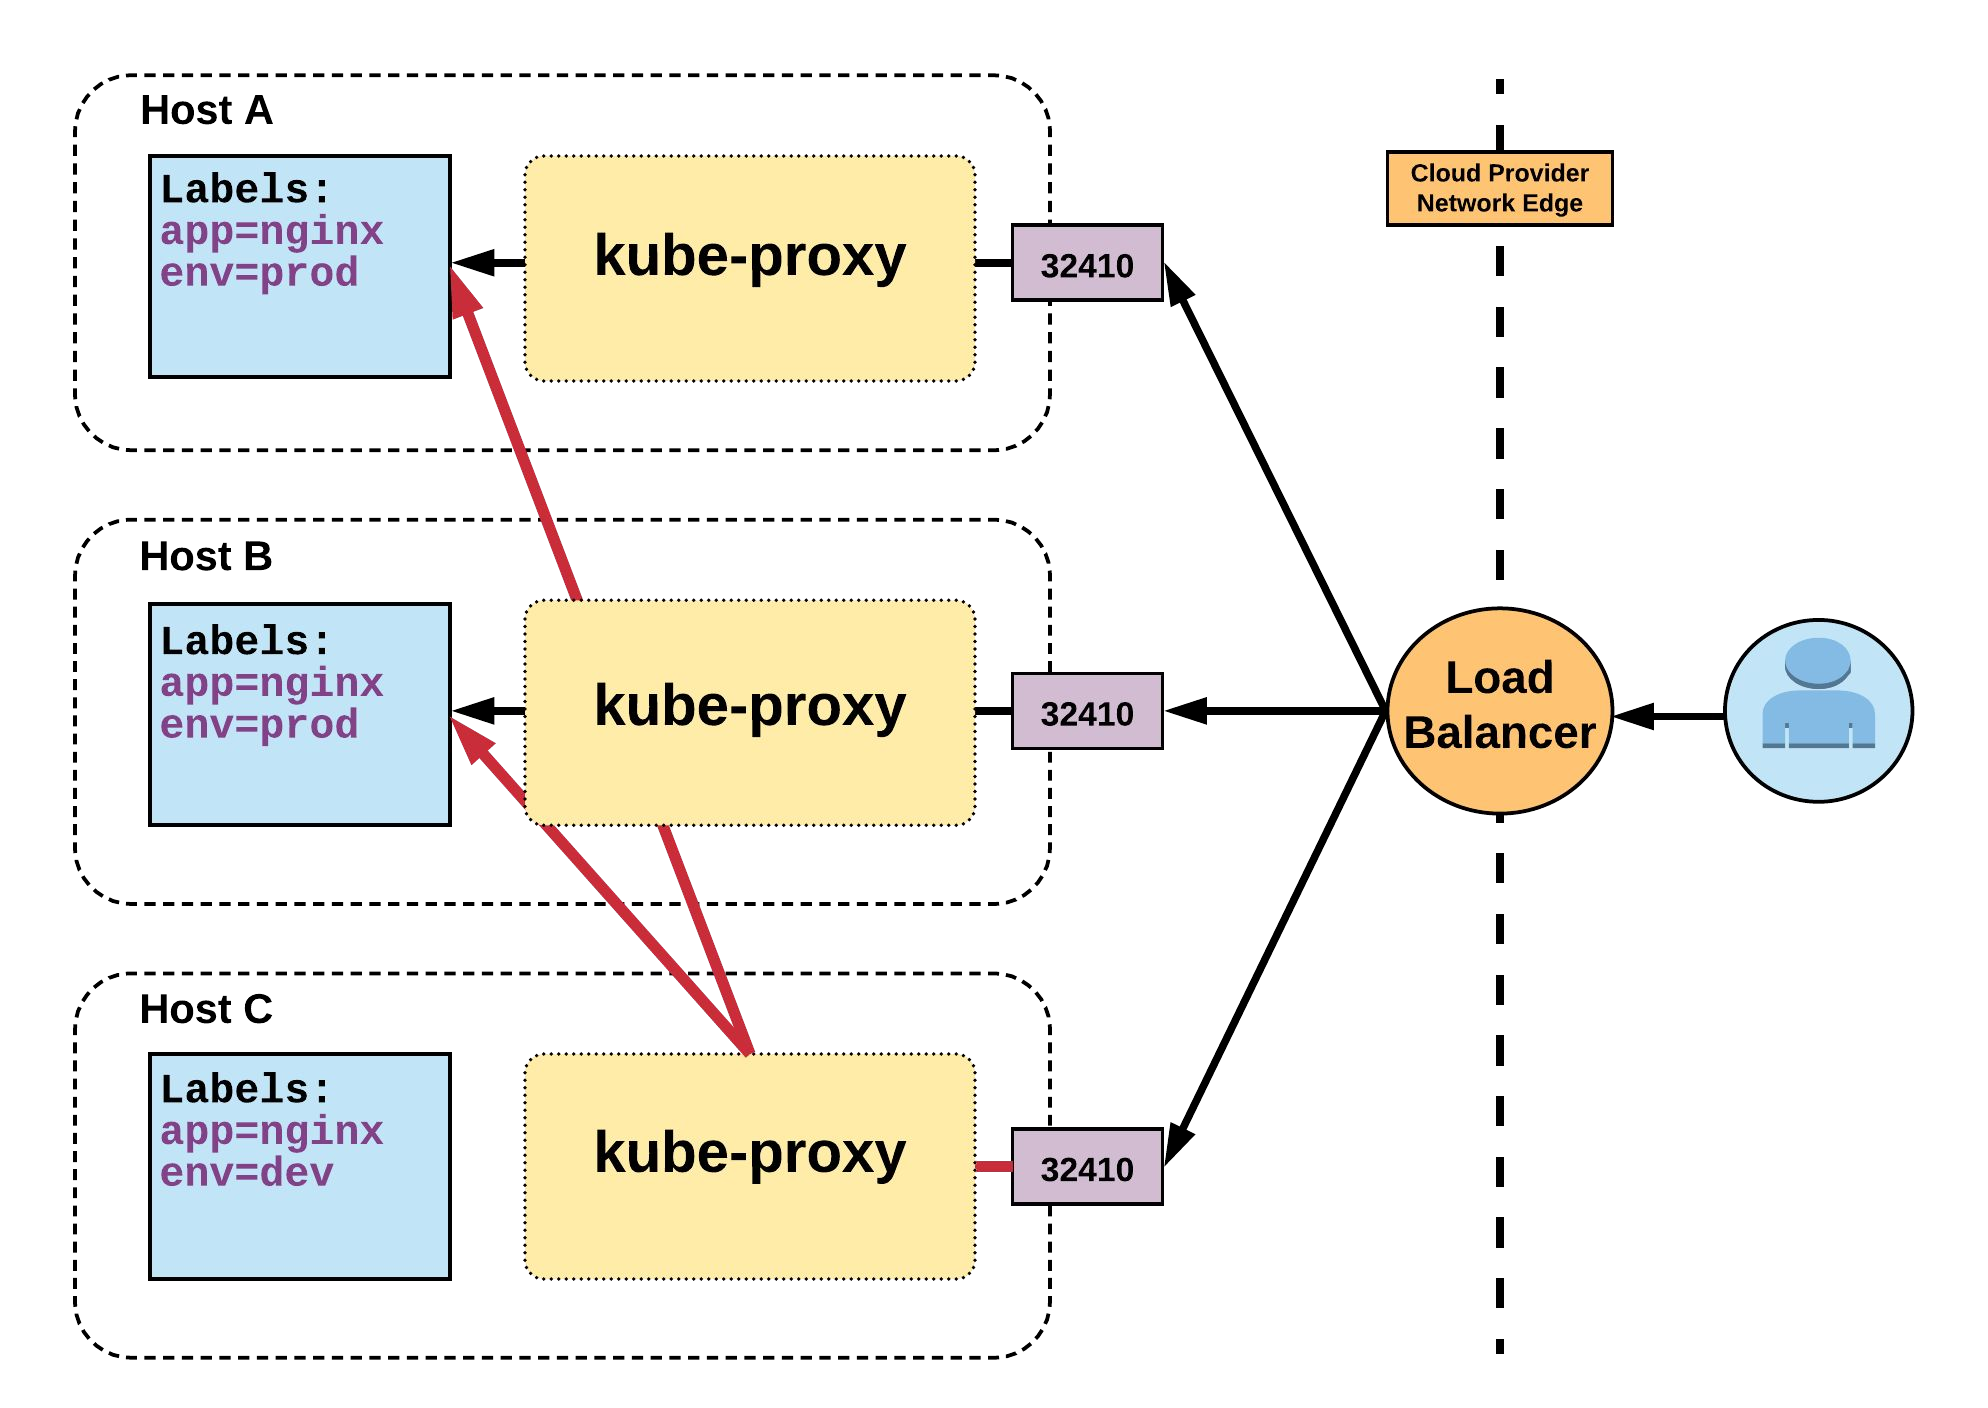 Host A
Labels:
app=nginx
env=prod
kube-proxy
32410
Cloud Provider
Network Edge
Host B
Labels:
app=nginx
env=prod
kube-proxy
32410
Load
Balancer
Host C
Labels:
app=nginx
env=dev
kube-proxy
32410